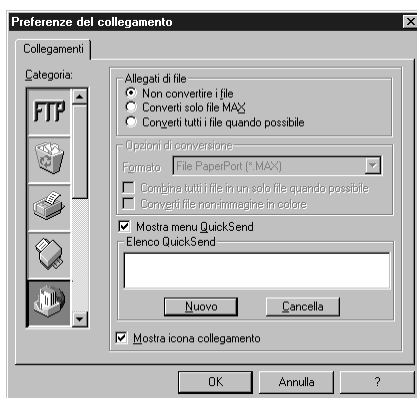 Preferenze del collegamento
Collegamenti
Categoria:
FTP
Allegati di file
Non convertire i file
Converti solo file MAX
Converti tutti i file quando possibile
Opzioni di conversione
Formato File PaperPort (*.MAX)
Combina tutti i file in un solo file quando possibile
Converti file non-immagine in colore
Mostra menu QuickSend
Elenco QuickSend
Nuovo Cancella
Mostra icona collegamento
OK Annulla ?